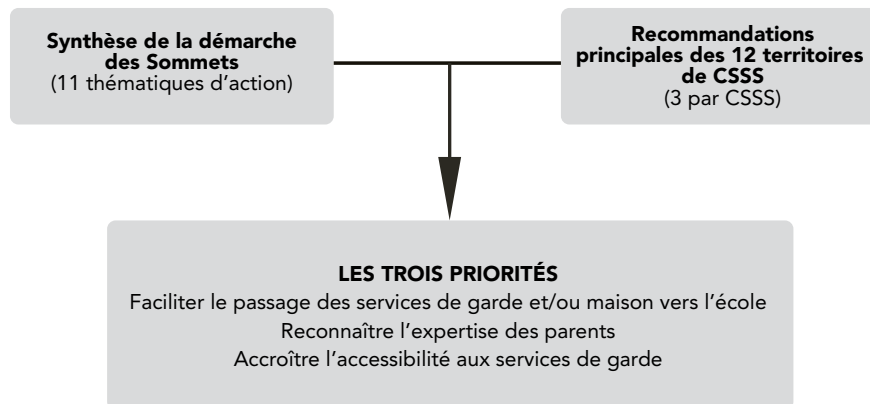 Synthèse de la démarche
des Sommets
(11 thématiques d’action)
Recommandations
principales des 12 territoires
de CSSS
(3 par CSSS)
LES TROIS PRIORITÉS
Faciliter le passage des services de garde et/ou maison vers l’école
Reconnaître l’expertise des parents
Accroître l’accessibilité aux services de garde